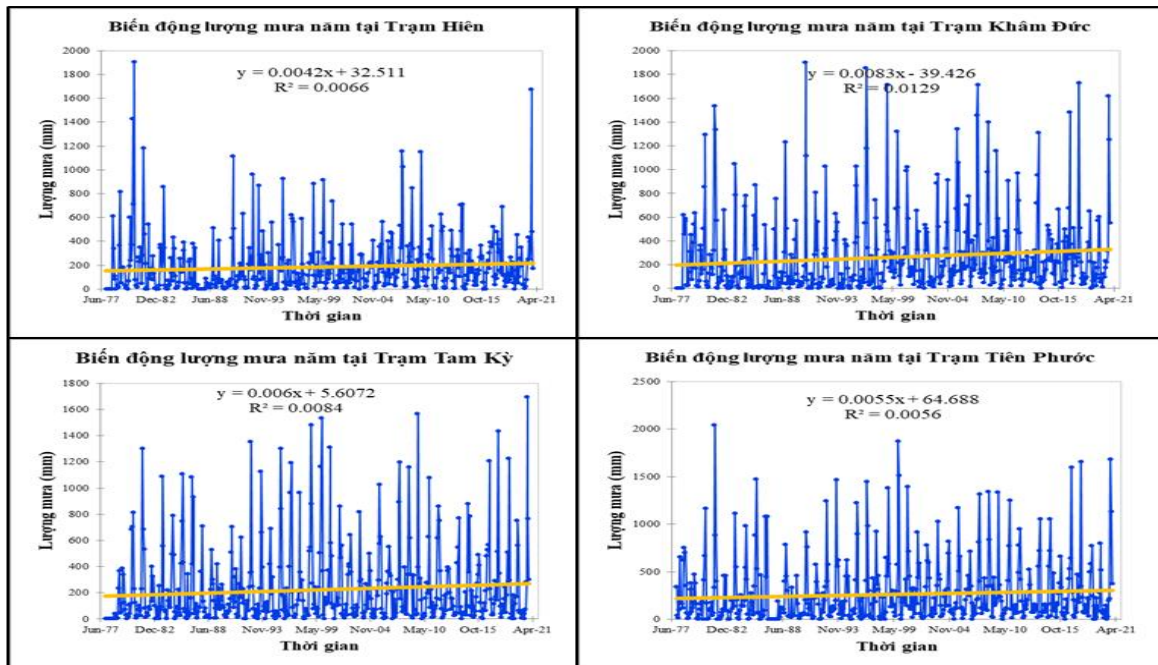 Biến động lượng mưa năm tại Trạm Hiên
y = 0.0042x + 32.511
R² = 0.0066
Lượng mưa (mm)
2000
1800
1600
1400
1200
1000
800
600
400
200
0
Jun-77 Dec-82 Jun-88 Nov-93 May-99 Nov-04 May-10 Oct-15 Apr-21
Thời gian
Biến động lượng mưa năm tại Trạm Khâm Đức
y = 0.0083x - 39.426
R² = 0.0129
Lượng mưa (mm)
2000
1800
1600
1400
1200
1000
800
600
400
200
0
Jun-77 Dec-82 Jun-88 Nov-93 May-99 Nov-04 May-10 Oct-15 Apr-21
Thời gian
Biến động lượng mưa năm tại Trạm Tam Kỳ
y = 0.006x + 5.6072
R² = 0.0084
Lượng mưa (mm)
1800
1600
1400
1200
1000
800
600
400
200
0
Jun-77 Dec-82 Jun-88 Nov-93 May-99 Nov-04 May-10 Oct-15 Apr-21
Thời gian
Biến động lượng mưa năm tại Trạm Tiên Phước
y = 0.0055x + 64.688
R² = 0.0056
Lượng mưa (mm)
2500
2000
1500
1000
500
0
Jun-77 Dec-82 Jun-88 Nov-93 May-99 Nov-04 May-10 Oct-15 Apr-21
Thời gian